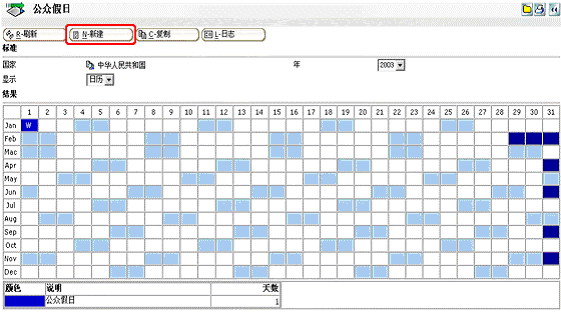 公众假日
R-刷新 N-新建 C-复制 L-日志
标准
国家 中华人民共和国 年 2003
显示 日历
结果
1 2 3 4 5 6 7 8 9 10 11 12 13 14 15 16 17 18 19 20 21 22 23 24 25 26 27 28 29 30 31
Jan W
Feb
Mac
Apr
May
Jun
Jul
Aug
Sep
Oct
Nov
Dec
颜色 说明 天数
公众假日 1